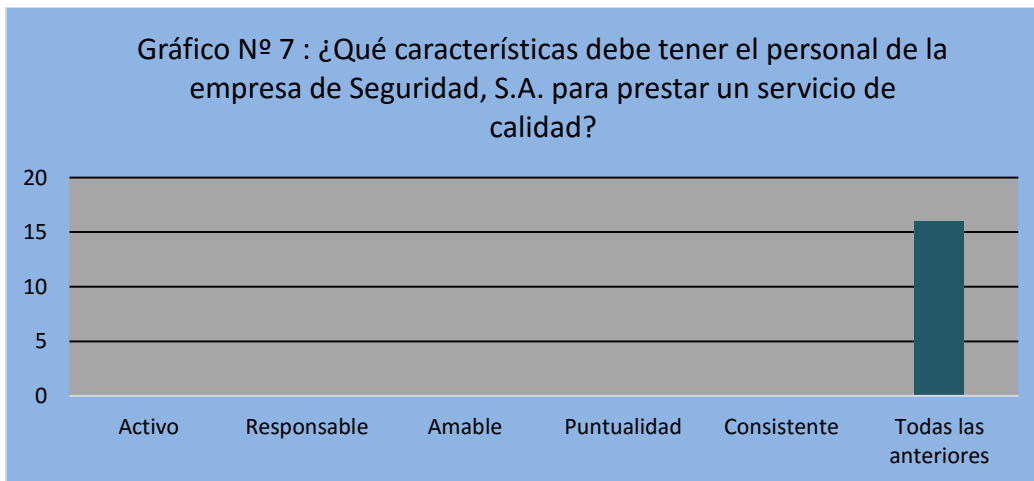 Gráfico Nº 7 : ¿Qué características debe tener el personal de la
empresa de Seguridad, S.A. para prestar un servicio de
calidad?
20
15
10
5
0
Activo
Responsable
Amable
Puntualidad
Consistente
Todas las
anteriores